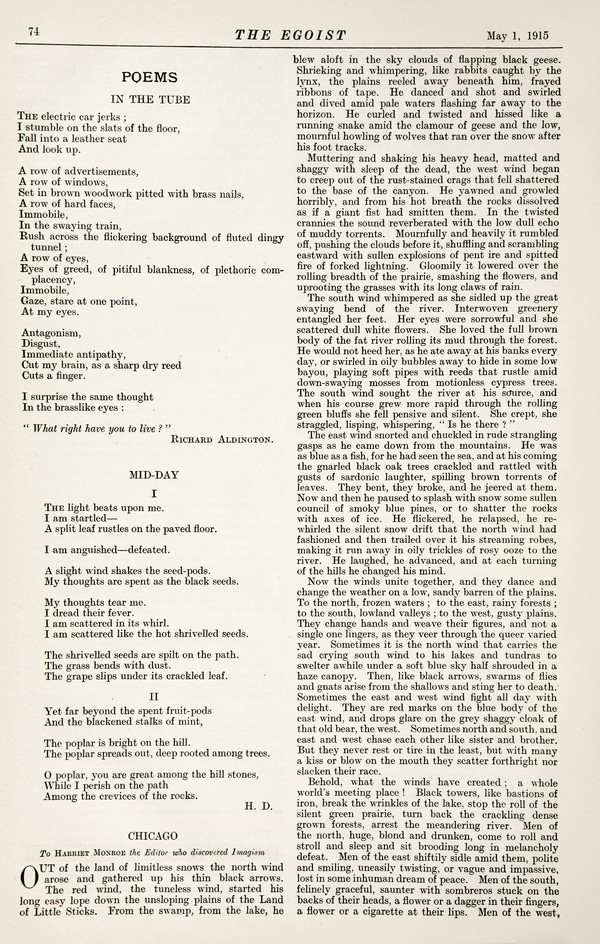 74
THE EGOIST
May 1, 1915
POEMS
IN THE TUBE
THE electric car jerks ;
I stumble on the slats of the floor,
Fall into a leather seat
And look up.
A row of advertisements,
A row of windows,
Set in brown woodwork pitted with brass nails,
A row of hard faces,
Immobile,
In the swaying train,
Rush across the flickering background of fluted dingy
tunnel ;
A row of eyes,
Eyes of greed, of pitiful blankness, of plethoric com-
placency,
Immobile,
Gaze, stare at one point,
At my eyes.
Antagonism,
Disgust,
Immediate antipathy,
Cut my brain, as a sharp dry reed
Cuts a finger.
I surprise the same thought
In the brasslike eyes :
“ What right have you to live ? ”
RICHARD ALDINGTON.
MID-DAY
I
THE light beats upon me.
I am startled—
A split leaf rustles on the paved floor.
I am anguished—defeated.
A slight wind shakes the seed-pods.
My thoughts are spent as the black seeds.
My thoughts tear me.
I dread their fever.
I am scattered in its whirl.
I am scattered like the hot shrivelled seeds.
The shrivelled seeds are spilt on the path.
The grass bends with dust.
The grape slips under its crackled leaf.
II
Yet far beyond the spent fruit-pods
And the blackened stalks of mint,
The poplar is bright on the hill.
The poplar spreads out, deep rooted among trees.
O poplar, you are great among the hill stones,
While I perish on the path
Among the crevices of the rocks.
H. D.
CHICAGO
To HARRIET MONROE the Editor who discovered Imagism
OUT of the land of limitless snows the north wind
arose and gathered up his thin black arrows.
The red wind, the tuneless wind, started his
long easy lope down the unsloping plains of the Land
of Little Sticks. From the swamp, from the lake, he
blew aloft in the sky clouds of flapping black geese.
Shrieking and whimpering, like rabbits caught by the
lynx, the plains reeled away beneath him, frayed
ribbons of tape. He danced and shot and swirled
and dived amid pale waters flashing far away to the
horizon. He curled and twisted and hissed like a
running snake amid the clamour of geese and the low,
mournful howling of wolves that ran over the snow after
his foot tracks.
Muttering and shaking his heavy head, matted and
shaggy with sleep of the dead, the west wind began
to creep out of the rust-stained crags that fell shattered
to the base of the canyon. He yawned and growled
horribly, and from his hot breath the rocks dissolved
as if a giant fist had smitten them. In the twisted
crannies the sound reverberated with the low dull echo
of muddy torrents. Mournfully and heavily it rumbled
off, pushing the clouds before it, shuffling and scrambling
eastward with sullen explosions of pent ire and spitted
fire of forked lightning. Gloomily it lowered over the
rolling breadth of the prairie, smashing the flowers, and
uprooting the grasses with its long claws of rain.
The south wind whimpered as she sidled up the great
swaying bend of the river. Interwoven greenery
entangled her feet. Her eyes were sorrowful and she
scattered dull white flowers. She loved the full brown
body of the fat river rolling its mud through the forest.
He would not heed her, as he ate away at his banks every
day, or swirled in oily bubbles away to hide in some low
bayou, playing soft pipes with reeds that rustle amid
down-swaying mosses from motionless cypress trees.
The south wind sought the river at his source, and
when his course grew more rapid through the rolling
green bluffs she fell pensive and silent. She crept, she
straggled, lisping, whispering, “ Is he there ? ”
The east wind snorted and chuckled in rude strangling
gasps as he came down from the mountains. He was
as blue as a fish, for he had seen the sea, and at his coming
the gnarled black oak trees crackled and rattled with
gusts of sardonic laughter, spilling brown torrents of
leaves. They bent, they broke, and he jeered at them.
Now and then he paused to splash with snow some sullen
council of smoky blue pines, or to shatter the rocks
with axes of ice. He flickered, he relapsed, he re-
whirled the silent snow drift that the north wind had
fashioned and then trailed over it his streaming robes,
making it run away in oily trickles of rosy ooze to the
river. He laughed, he advanced, and at each turning
of the hills he changed his mind.
Now the winds unite together, and they dance and
change the weather on a low, sandy barren of the plains.
To the north, frozen waters ; to the east, rainy forests ;
to the south, lowland valleys ; to the west, gusty plains.
They change hands and weave their figures, and not a
single one lingers, as they veer through the queer varied
year. Sometimes it is the north wind that carries the
sad crying south wind to his lakes and tundras to
swelter awhile under a soft blue sky half shrouded in a
haze canopy. Then, like black arrows, swarms of flies
and gnats arise from the shallows and sting her to death.
Sometimes the east and west wind fight all day with
delight. They are red marks on the blue body of the
east wind, and drops glare on the grey shaggy cloak of
that old bear, the west. Sometimes north and south, and
east and west chase each other like sister and brother.
But they never rest or tire in the least, but with many
a kiss or blow on the mouth they scatter forthright nor
slacken their race.
Behold, what the winds have created ; a whole
world's meeting place ! Black towers, like bastions of
iron, break the wrinkles of the lake, stop the roll of the
silent green prairie, turn back the crackling dense
grown forests, arrest the meandering river. Men of
the north, huge, blond and drunken, come to roll and
stroll and sleep and sit brooding long in melancholy
defeat. Men of the east shiftily sidle amid them, polite
and smiling, uneasily twisting, or vague and impassive,
lost in some inhuman dream of peace. Men of the south,
felinely graceful, saunter with sombreros stuck on the
backs of their heads, a flower or a dagger in their fingers,
a flower or a cigarette at their lips. Men of the west,